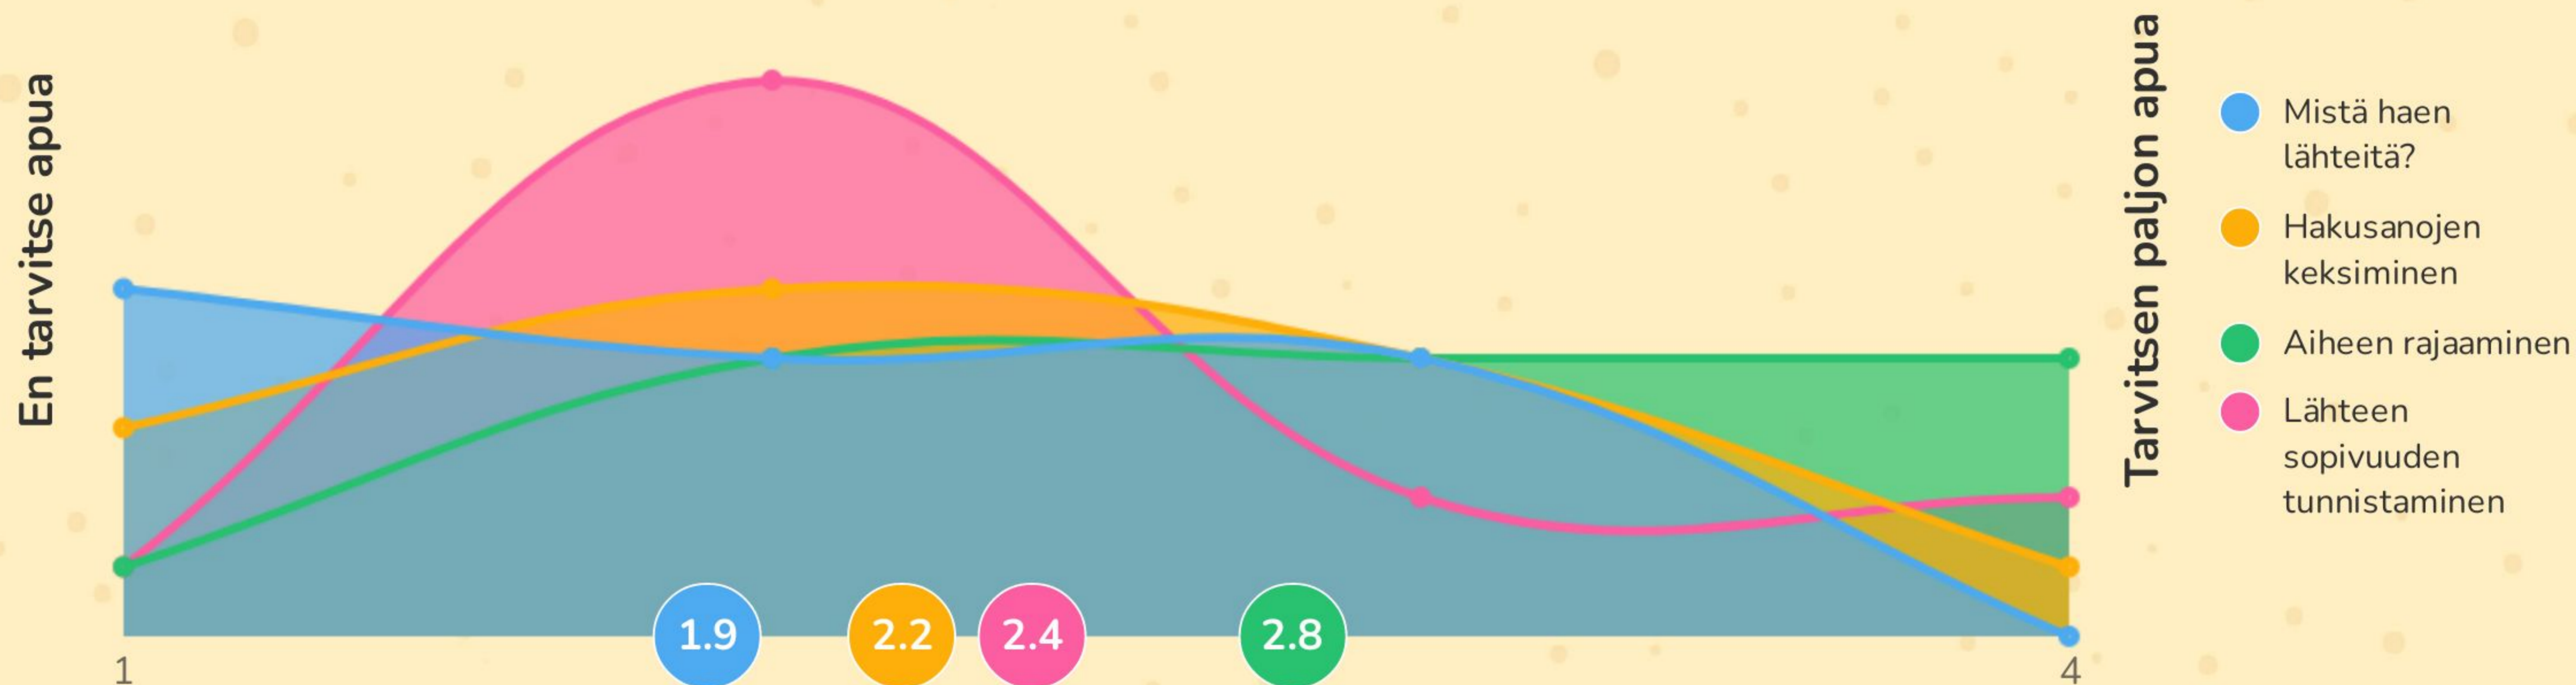 En tarvitse apua
1
1.9
2.2
2.4
2.8
4
Tarvitsen paljon apua
Mistä haen
lähteitä?
Hakusanojen
keksiminen
Aiheen rajaaminen
Lähteen
sopivuuden
tunnistaminen